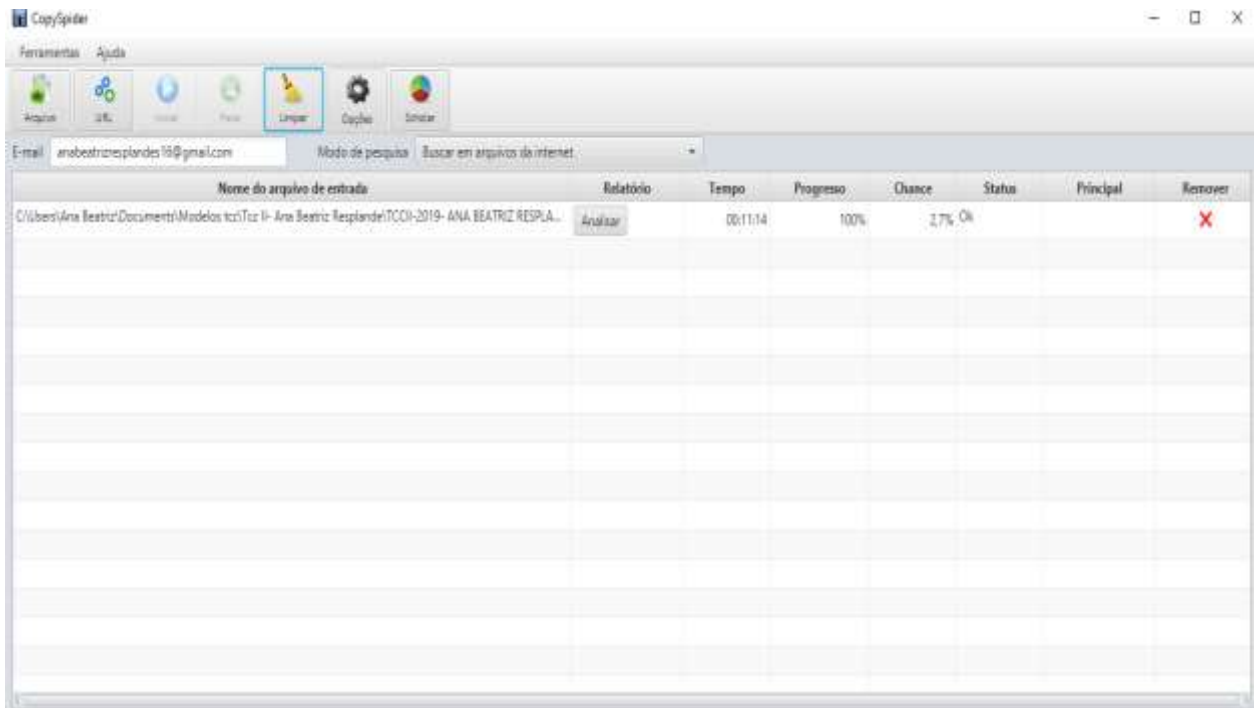 CopySpider
Ferramentas Ajuda
Arquivo URL Iniciar Parar Limpar Opções Scholar
E-mail anabeatrizresplandes16@gmail.com Modo de pesquisa Buscar em arquivos da internet
Nome do arquivo de entrada Relatório Tempo Progresso Chance Status Principal Remover
C:\Users\Ana Beatriz\Documents\Modelos tcc\Tcc II- Ana Beatriz Resplande\TCCII-2019- ANA BEATRIZ RESPLA... Analisar 00:11:14 100% 2,7% Ok